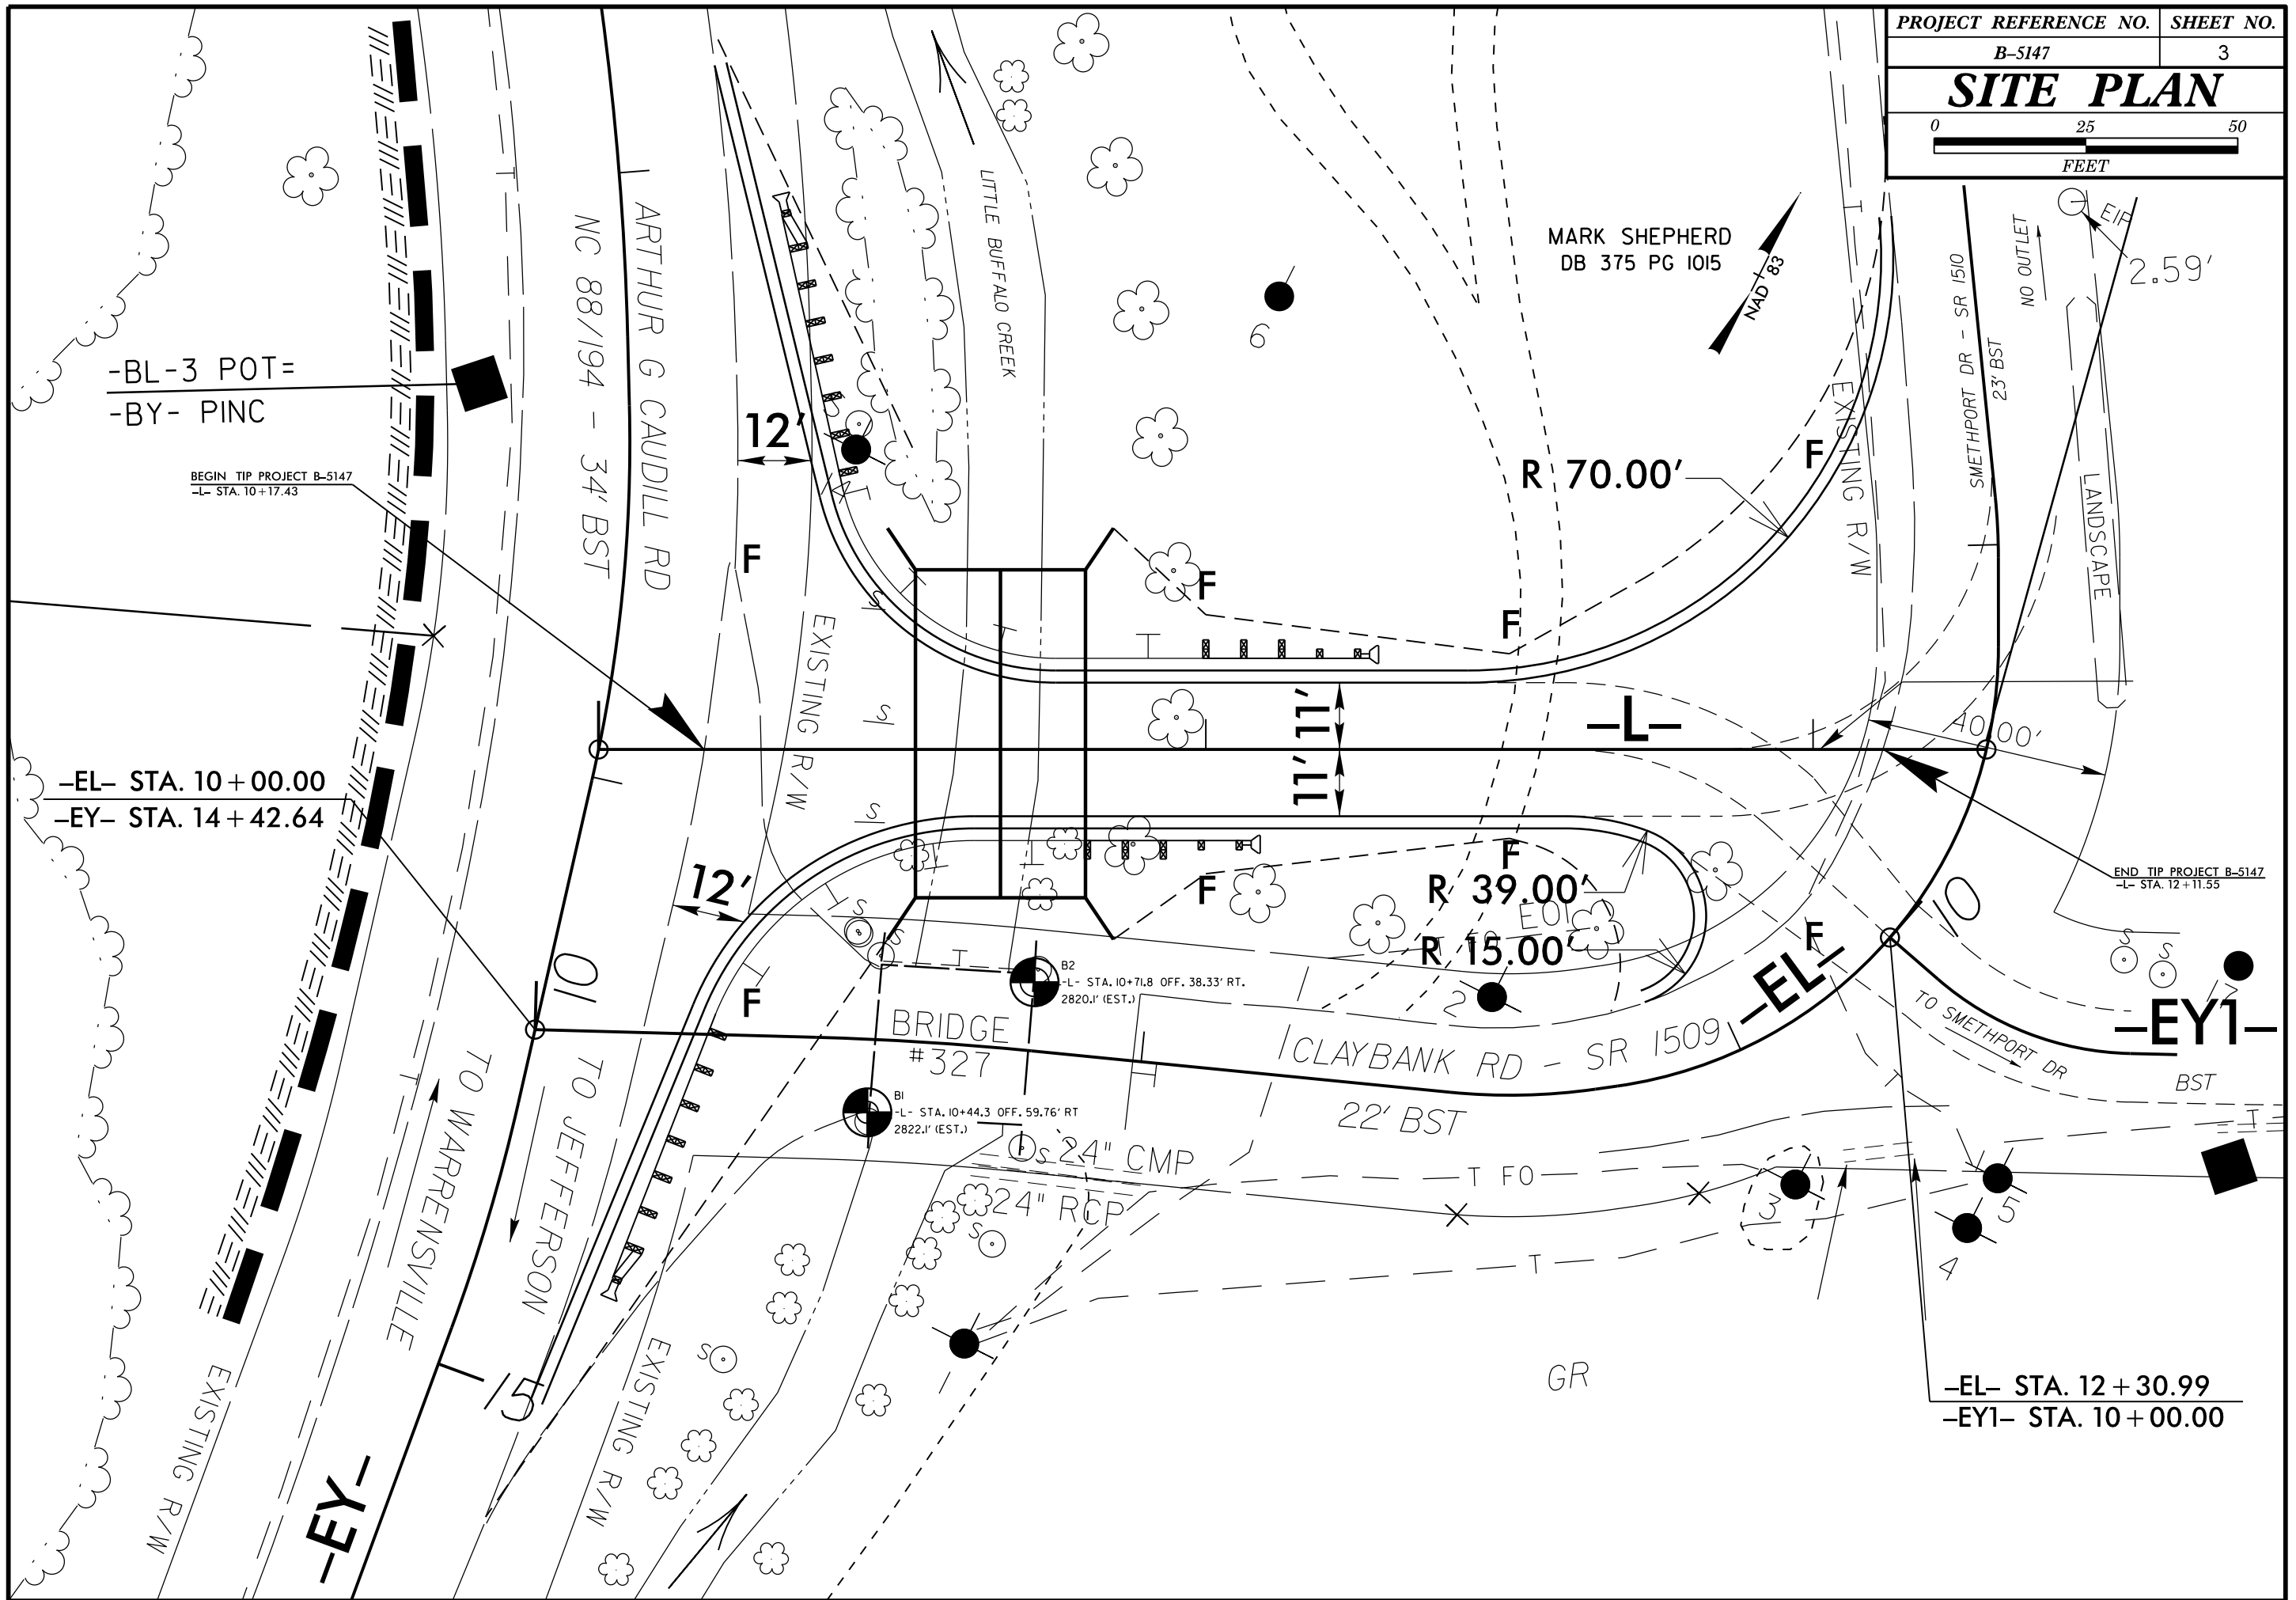 PROJECT REFERENCE NO. SHEET NO.
B–5147 3
SITE PLAN
0 25 50
FEET
MARK SHEPHERD
DB 375 PG 1015
NAD 83
EIP
2.59'
NO OUTLET
SMETHPORT DR - SR 1510
23' BST
LANDSCAPE
EXISTING R/W
LITTLE BUFFALO CREEK
6
ARTHUR G CAUDILL RD
NC 88/194 - 34' BST
-BL-3 POT=
-BY- PINC
BEGIN TIP PROJECT B–5147
–L– STA. 10+17.43
12'
R 70.00'
F
F
F
F
EXISTING R/W
S
S
S
T
11'
11'
–L–
40.00'
–EL– STA. 10+00.00
–EY– STA. 14+42.64
12'
F
F
R 39.00'
EOI
R 15.00'
END TIP PROJECT B–5147
–L– STA. 12+11.55
10
10
F
F
–EL–
–EY1–
TO SMETHPORT DR
BST
7
2
B2
-L- STA. 10+71.8 OFF. 38.33' RT.
2820.1' (EST.)
BRIDGE
#327
CLAYBANK RD - SR 1509
22' BST
B1
-L- STA. 10+44.3 OFF. 59.76' RT
2822.1' (EST.)
24" CMP
24" RCP
T FO
T
T
3
4
5
TO WARRENSVILLE
TO JEFFERSON
15
EXISTING R/W
EXISTING R/W
–EY–
GR
–EL– STA. 12+30.99
–EY1– STA. 10+00.00